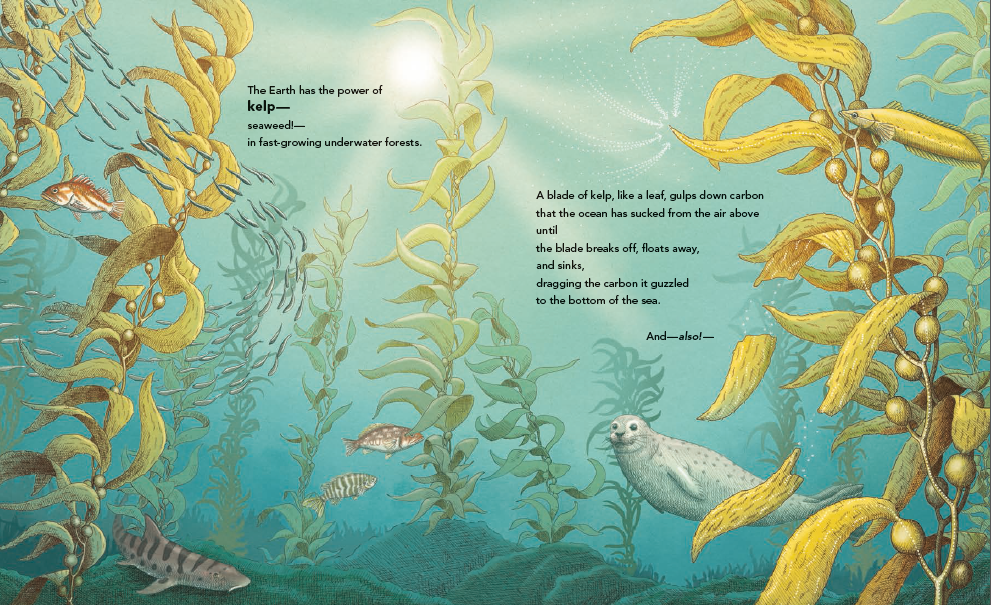 The Earth has the power of
kelp—
seaweed!—
in fast-growing underwater forests.
A blade of kelp, like a leaf, gulps down carbon
that the ocean has sucked from the air above
until
the blade breaks off, floats away,
and sinks,
dragging the carbon it guzzled
to the bottom of the sea.
And—also!—